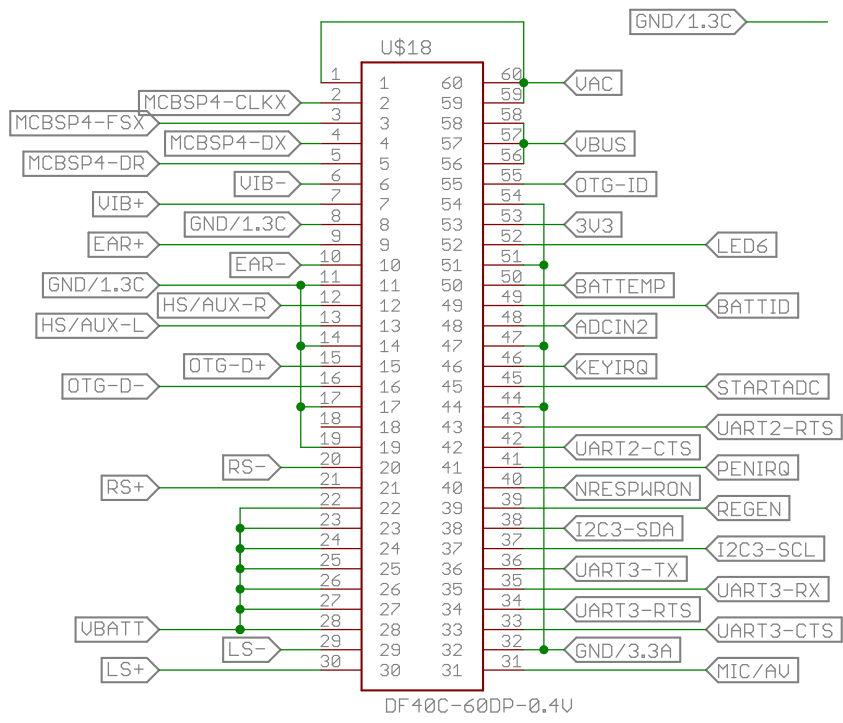 GND/1.3C
U$18
1 1 60 60 VAC
MCBSP4-CLKX 2 2 59 59
MCBSP4-FSX 3 3 58 58
MCBSP4-DX 4 4 57 57 VBUS
MCBSP4-DR 5 5 56 56
VIB- 6 6 55 55 OTG-ID
VIB+ 7 7 54 54
GND/1.3C 8 8 53 53 3V3
EAR+ 9 9 52 52 LED6
EAR- 10 10 51 51
GND/1.3C 11 11 50 50 BATTEMP
HS/AUX-R 12 12 49 49 BATTID
HS/AUX-L 13 13 48 48 ADCIN2
14 14 47 47
OTG-D+ 15 15 46 46 KEYIRQ
OTG-D- 16 16 45 45 STARTADC
17 17 44 44
18 18 43 43 UART2-RTS
19 19 42 42 UART2-CTS
RS- 20 20 41 41 PENIRQ
RS+ 21 21 40 40 NRESPWRON
22 22 39 39 REGEN
23 23 38 38 I2C3-SDA
24 24 37 37 I2C3-SCL
25 25 36 36 UART3-TX
26 26 35 35 UART3-RX
27 27 34 34 UART3-RTS
VBATT 28 28 33 33 UART3-CTS
LS- 29 29 32 32 GND/3.3A
LS+ 30 30 31 31 MIC/AV
DF40C-60DP-0.4V